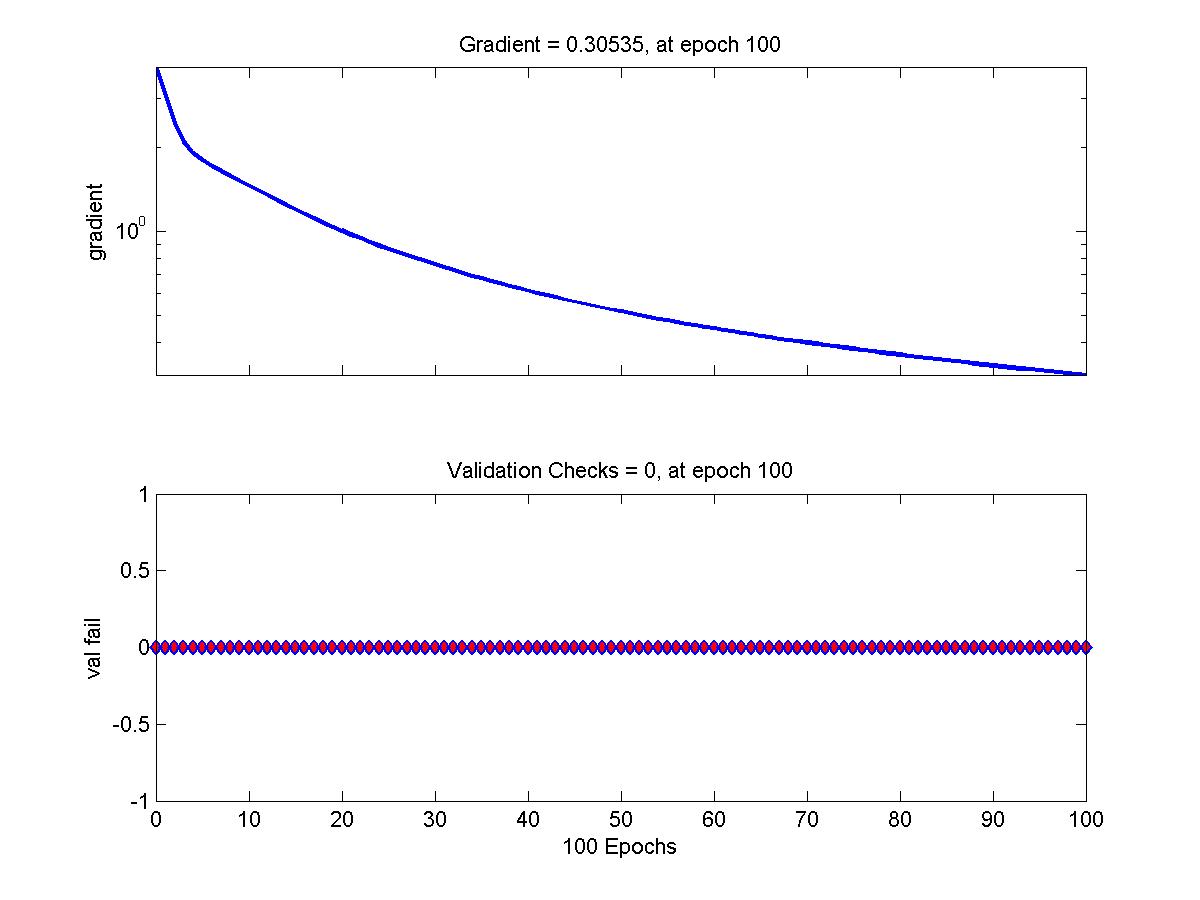 Gradient = 0.30535, at epoch 100
gradient
10^0
Validation Checks = 0, at epoch 100
val fail
1
0.5
0
-0.5
-1
0 10 20 30 40 50 60 70 80 90 100
100 Epochs